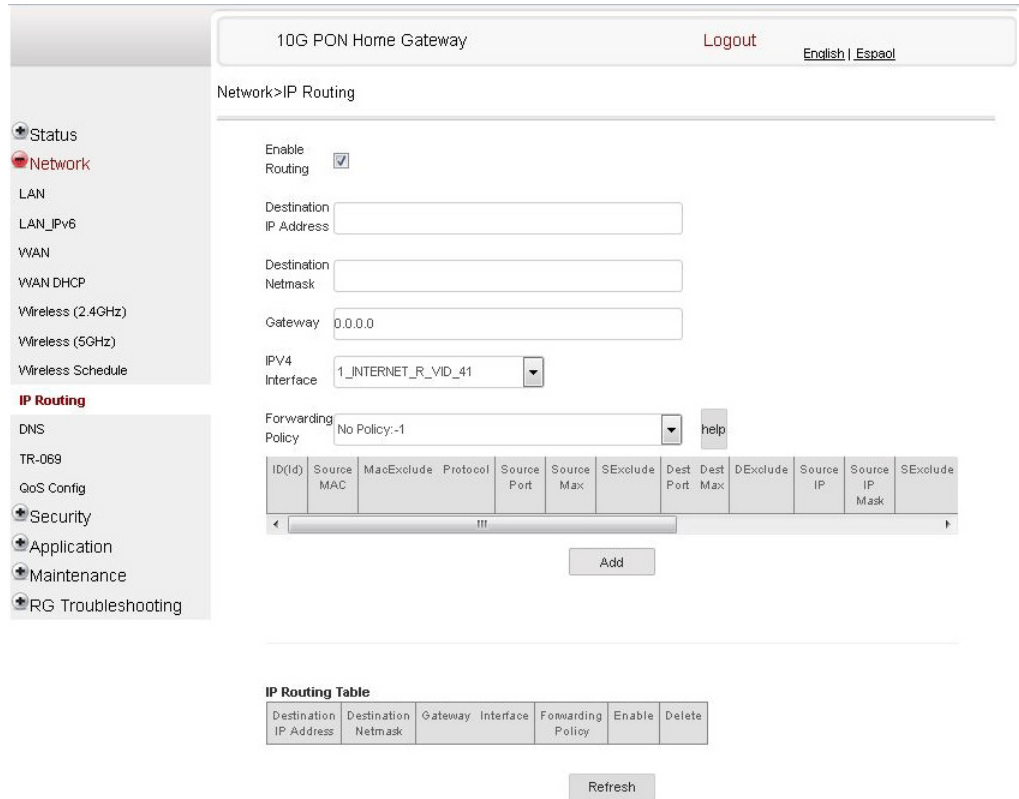 10G PON Home Gateway
Logout
English | Espaol
Network>IP Routing
Status
Network
LAN
LAN_IPv6
WAN
WAN DHCP
Wireless (2.4GHz)
Wireless (5GHz)
Wireless Schedule
IP Routing
DNS
TR-069
QoS Config
Security
Application
Maintenance
RG Troubleshooting
Enable
Routing
Destination
IP Address
Destination
Netmask
Gateway 0.0.0.0
IPV4
Interface 1_INTERNET_R_VID_41
Forwarding
Policy No Policy:-1 help
ID(Id) Source MAC MacExclude Protocol Source Port Source Max SExclude Dest Port Dest Max DExclude Source IP Source IP Mask SExclude
Add
IP Routing Table
Destination IP Address Destination Netmask Gateway Interface Forwarding Policy Enable Delete
Refresh